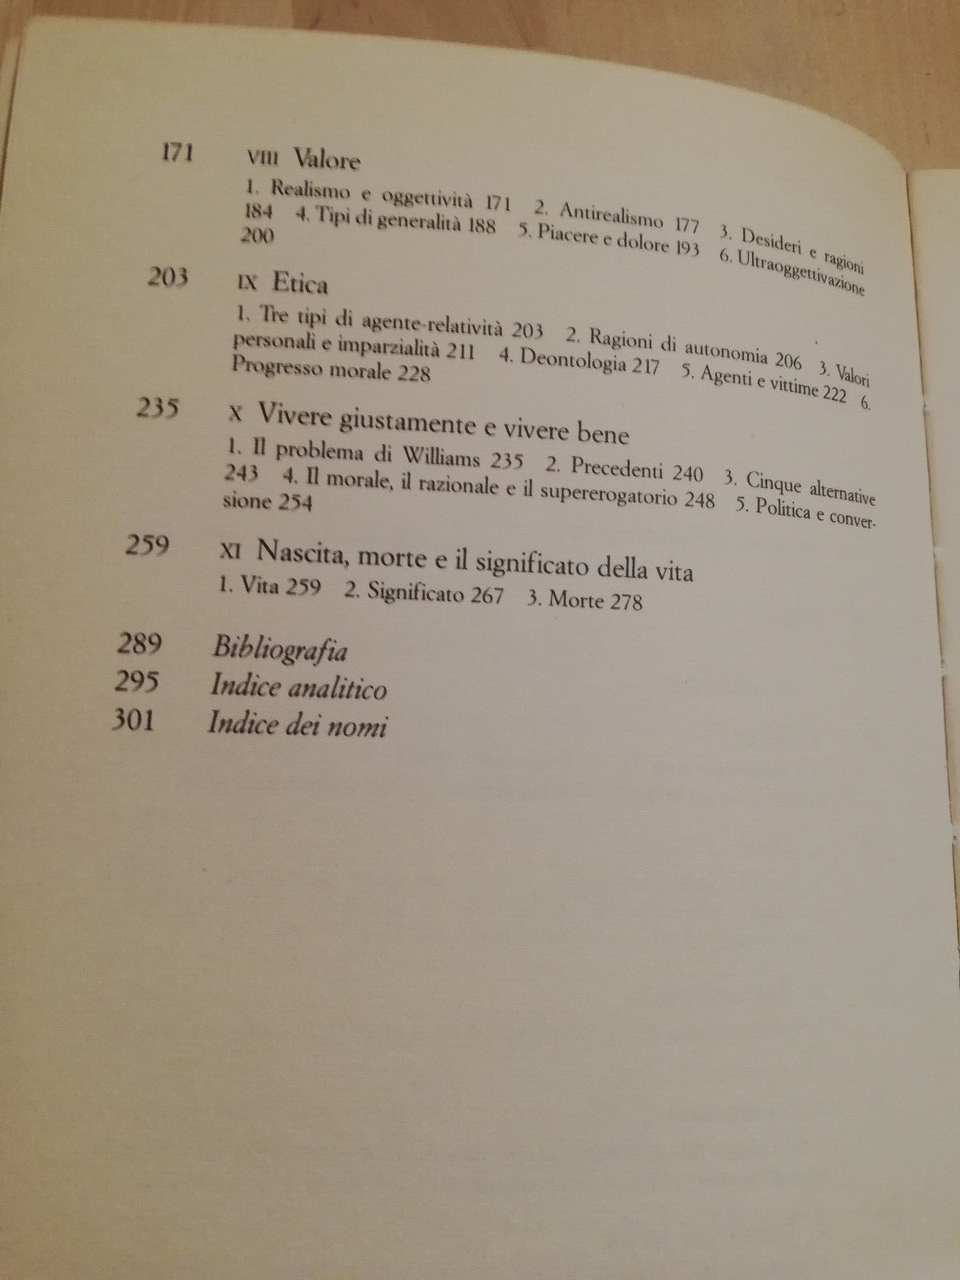 171 VIII Valore
1. Realismo e oggettività 171 2. Antirealismo 177 3. Desideri e ragioni
184 4. Tipi di generalità 188 5. Piacere e dolore 193 6. Ultraoggettivazione
200
203 IX Etica
1. Tre tipi di agente-relatività 203 2. Ragioni di autonomia 206 3. Valori
personali e imparzialità 211 4. Deontologia 217 5. Agenti e vittime 222 6.
Progresso morale 228
235 X Vivere giustamente e vivere bene
1. Il problema di Williams 235 2. Precedenti 240 3. Cinque alternative
243 4. Il morale, il razionale e il supererogatorio 248 5. Politica e conver-
sione 254
259 XI Nascita, morte e il significato della vita
1. Vita 259 2. Significato 267 3. Morte 278
289 Bibliografia
295 Indice analitico
301 Indice dei nomi